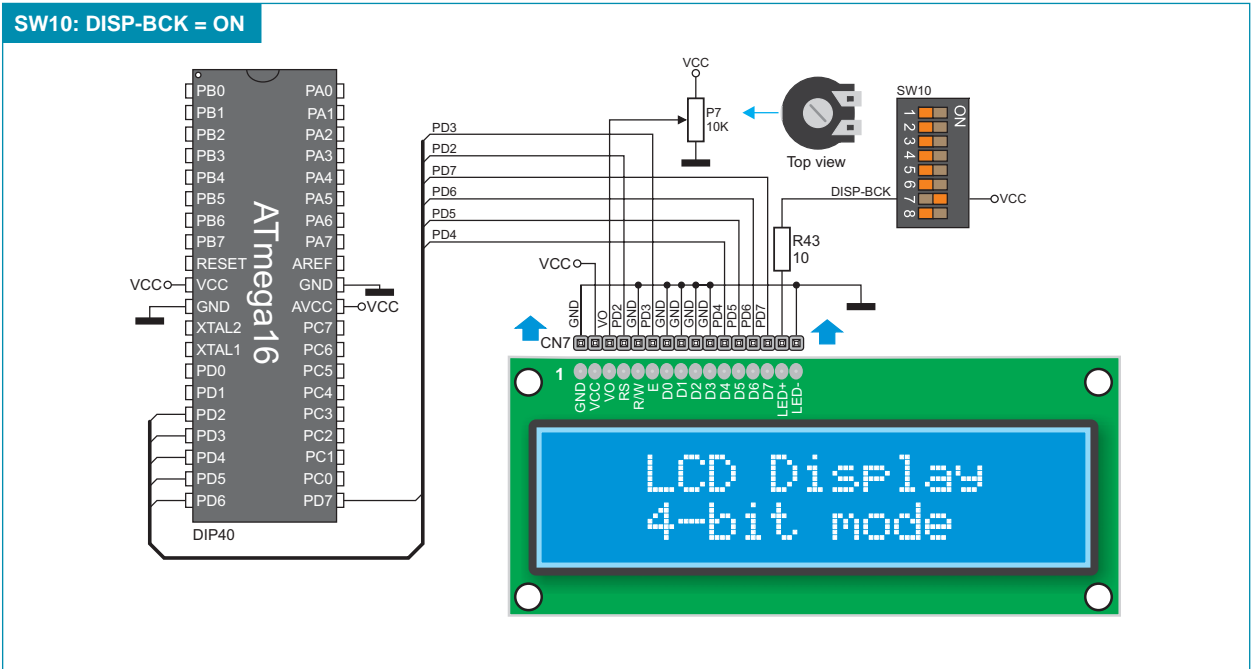 SW10: DISP-BCK = ON
PB0 PA0
PB1 PA1
PB2 PA2
PB3 PA3
PB4 PA4
PB5 PA5
PB6 PA6
PB7 PA7
RESET AREF
VCC VCC GND
GND AVCC VCC
XTAL2 PC7
XTAL1 PC6
PD0 PC5
PD1 PC4
PD2 PC3
PD3 PC2
PD4 PC1
PD5 PC0
PD6 PD7
ATmega16
DIP40
PD3
PD2
PD7
PD6
PD5
PD4
VCC
P7
10K
Top view
SW10
ON
1 2 3 4 5 6 7 8
DISP-BCK
VCC
R43
10
VCC
GND VO PD2 GND PD3 GND GND GND GND PD4 PD5 PD6 PD7
CN7
1
GND VCC VO RS R/W E D0 D1 D2 D3 D4 D5 D6 D7 LED+ LED-
LCD Display
4-bit mode